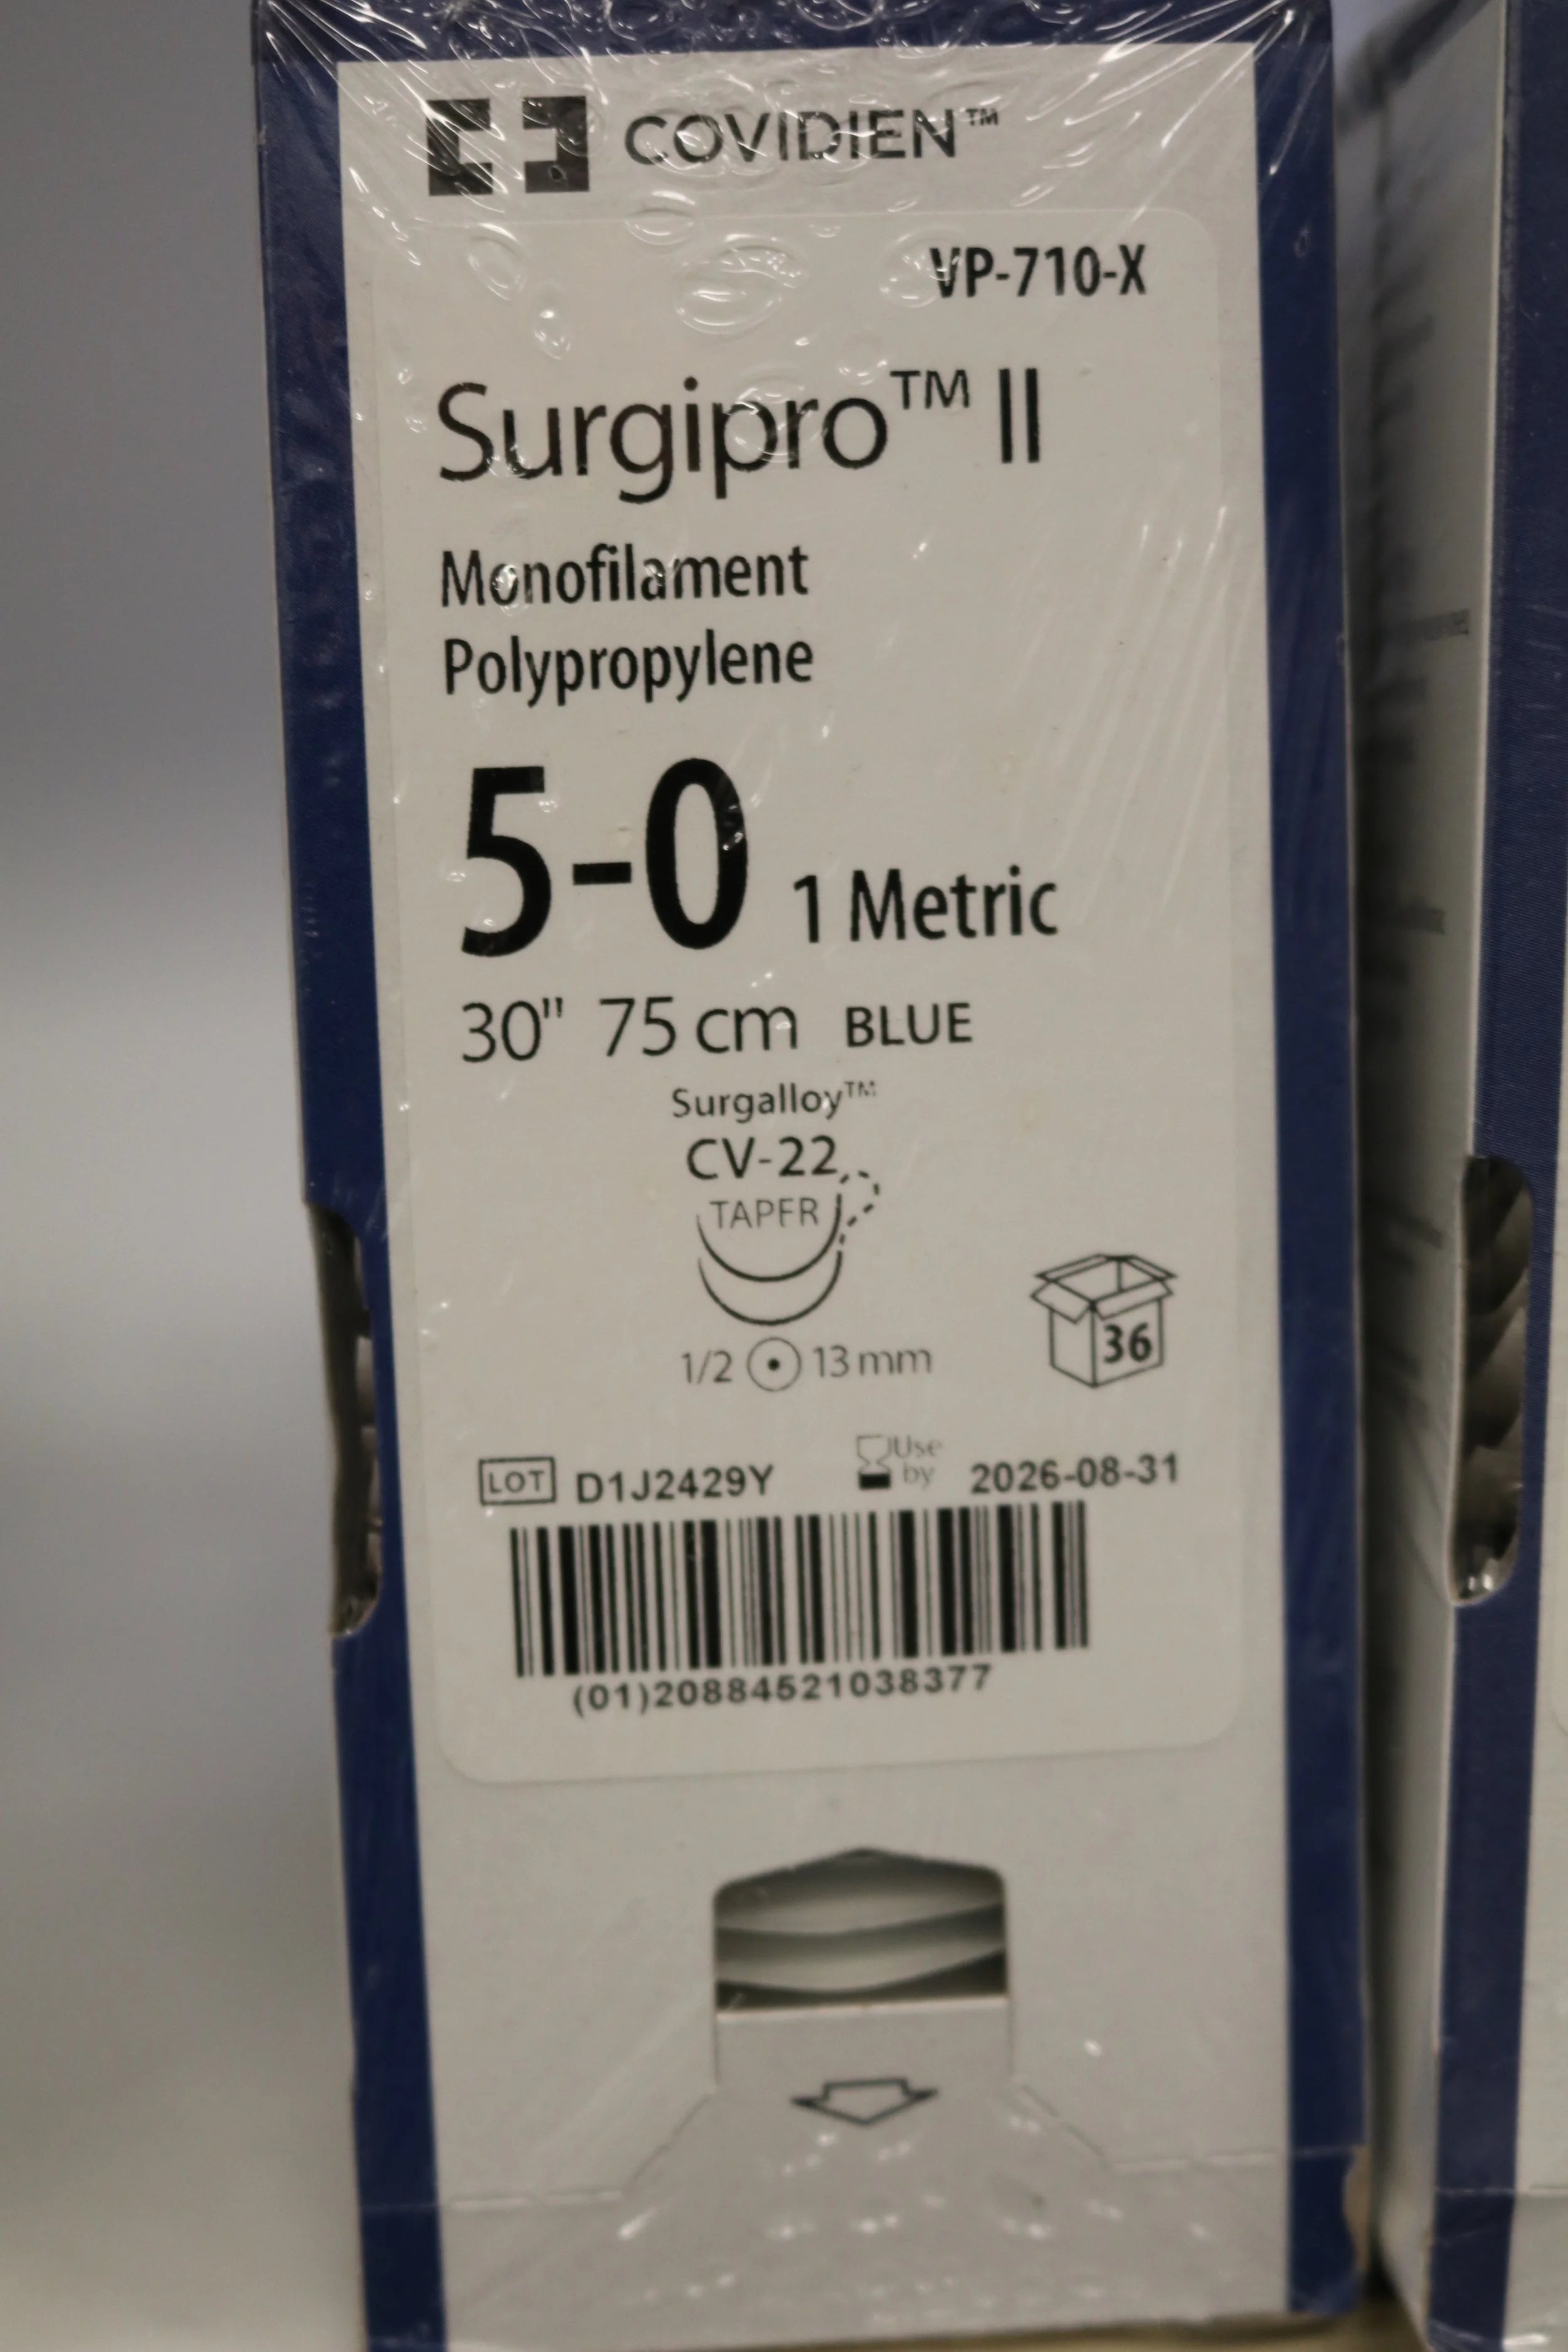 COVIDIEN™
VP-710-X
Surgipro™ II
Monofilament
Polypropylene
5-0 1 Metric
30" 75 cm BLUE
Surgalloy™
CV-22
TAPER
1/2 13 mm
36
LOT D1J2429Y Use by 2026-08-31
(01)20884521038377